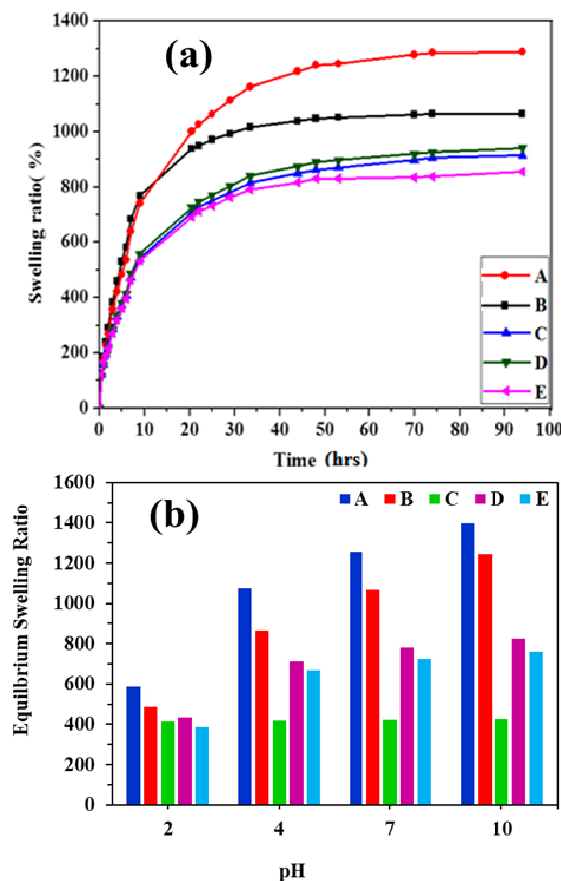 (a)
Swelling ratio( %)
1400
1200
1000
800
600
400
200
0
A
B
C
D
E
0 10 20 30 40 50 60 70 80 90 100
Time (hrs)
(b)
Equilbrium Swelling Ratio
1600
1400
1200
1000
800
600
400
200
0
A B C D E
2 4 7 10
pH